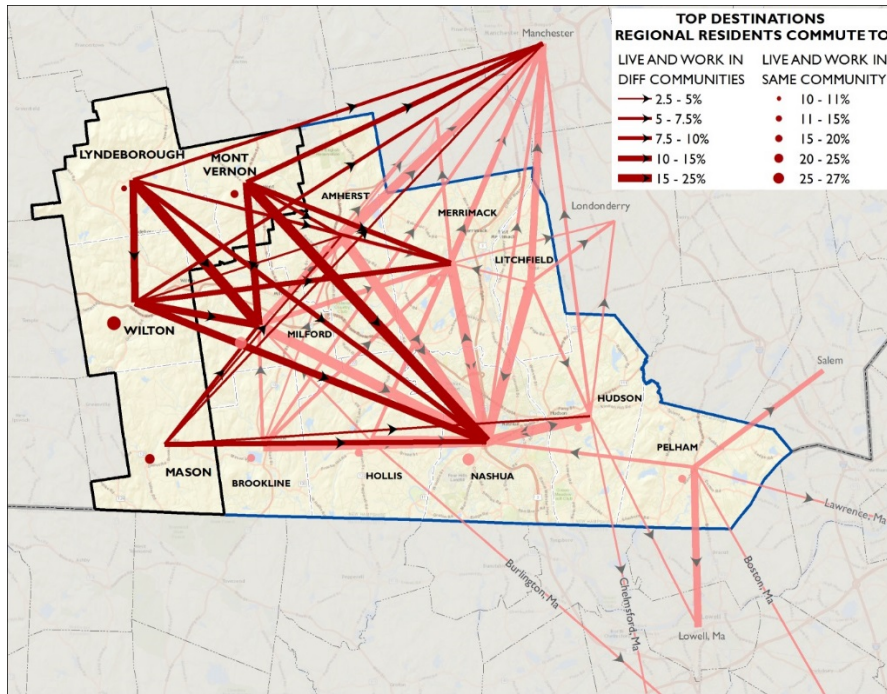 TOP DESTINATIONS
REGIONAL RESIDENTS COMMUTE TO
LIVE AND WORK IN
DIFF COMMUNITIES
2.5 - 5%
5 - 7.5%
7.5 - 10%
10 - 15%
15 - 25%
LIVE AND WORK IN
SAME COMMUNITY
10 - 11%
11 - 15%
15 - 20%
20 - 25%
25 - 27%
Manchester
LYNDEBOROUGH
MONT
VERNON
AMHERST
MERRIMACK
Londonderry
LITCHFIELD
WILTON
MILFORD
Salem
HUDSON
PELHAM
MASON
BROOKLINE
HOLLIS
NASHUA
Lawrence, Ma
Burlington, Ma
Chelmsford, Ma
Boston, Ma
Lowell, Ma